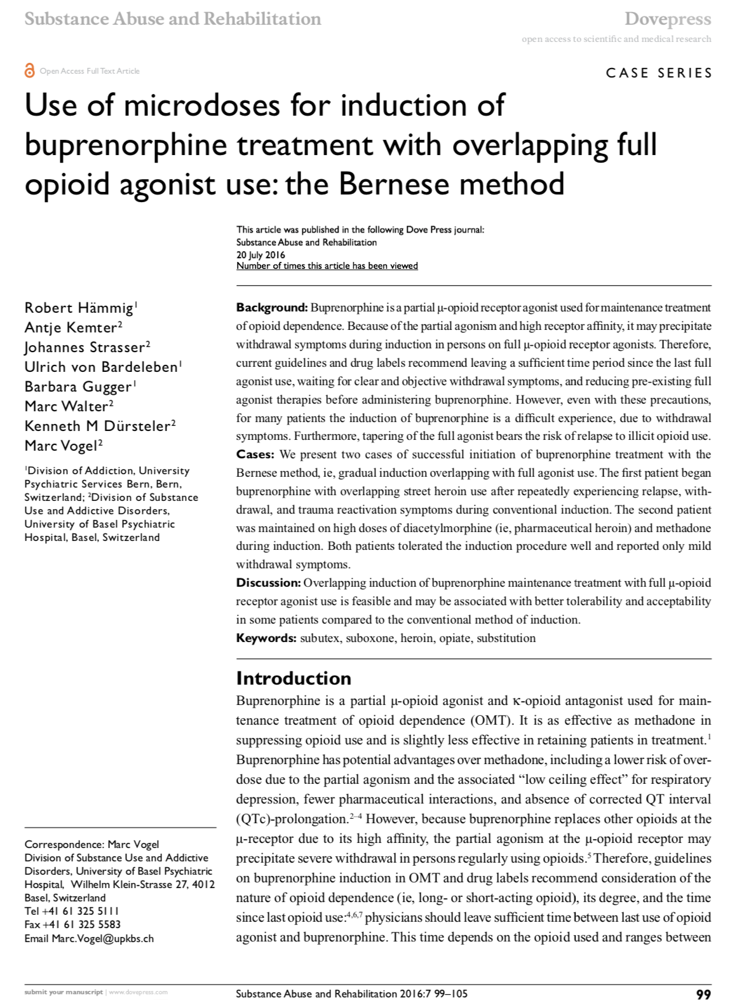 Substance Abuse and Rehabilitation
Dovepress
open access to scientific and medical research
Open Access Full Text Article
CASE SERIES
Use of microdoses for induction of
buprenorphine treatment with overlapping full
opioid agonist use: the Bernese method
This article was published in the following Dove Press journal:
Substance Abuse and Rehabilitation
20 July 2016
Number of times this article has been viewed
Robert Hämmig¹
Antje Kemter²
Johannes Strasser²
Ulrich von Bardeleben¹
Barbara Gugger¹
Marc Walter²
Kenneth M Dürsteler²
Marc Vogel²
¹Division of Addiction, University
Psychiatric Services Bern, Bern,
Switzerland; ²Division of Substance
Use and Addictive Disorders,
University of Basel Psychiatric
Hospital, Basel, Switzerland
Background: Buprenorphine is a partial μ-opioid receptor agonist used for maintenance treatment
of opioid dependence. Because of the partial agonism and high receptor affinity, it may precipitate
withdrawal symptoms during induction in persons on full μ-opioid receptor agonists. Therefore,
current guidelines and drug labels recommend leaving a sufficient time period since the last full
agonist use, waiting for clear and objective withdrawal symptoms, and reducing pre-existing full
agonist therapies before administering buprenorphine. However, even with these precautions,
for many patients the induction of buprenorphine is a difficult experience, due to withdrawal
symptoms. Furthermore, tapering of the full agonist bears the risk of relapse to illicit opioid use.
Cases: We present two cases of successful initiation of buprenorphine treatment with the
Bernese method, ie, gradual induction overlapping with full agonist use. The first patient began
buprenorphine with overlapping street heroin use after repeatedly experiencing relapse, with-
drawal, and trauma reactivation symptoms during conventional induction. The second patient
was maintained on high doses of diacetylmorphine (ie, pharmaceutical heroin) and methadone
during induction. Both patients tolerated the induction procedure well and reported only mild
withdrawal symptoms.
Discussion: Overlapping induction of buprenorphine maintenance treatment with full μ-opioid
receptor agonist use is feasible and may be associated with better tolerability and acceptability
in some patients compared to the conventional method of induction.
Keywords: subutex, suboxone, heroin, opiate, substitution
Introduction
Buprenorphine is a partial μ-opioid agonist and κ-opioid antagonist used for main-
tenance treatment of opioid dependence (OMT). It is as effective as methadone in
suppressing opioid use and is slightly less effective in retaining patients in treatment.¹
Buprenorphine has potential advantages over methadone, including a lower risk of over-
dose due to the partial agonism and the associated “low ceiling effect” for respiratory
depression, fewer pharmaceutical interactions, and absence of corrected QT interval
(QTc)-prolongation.²⁻⁴ However, because buprenorphine replaces other opioids at the
μ-receptor due to its high affinity, the partial agonism at the μ-opioid receptor may
precipitate severe withdrawal in persons regularly using opioids.⁵ Therefore, guidelines
on buprenorphine induction in OMT and drug labels recommend consideration of the
nature of opioid dependence (ie, long- or short-acting opioid), its degree, and the time
since last opioid use:⁴,⁶,⁷ physicians should leave sufficient time between last use of opioid
agonist and buprenorphine. This time depends on the opioid used and ranges between
Correspondence: Marc Vogel
Division of Substance Use and Addictive
Disorders, University of Basel Psychiatric
Hospital, Wilhelm Klein-Strasse 27, 4012
Basel, Switzerland
Tel +41 61 325 5111
Fax +41 61 325 5583
Email Marc.Vogel@upkbs.ch
submit your manuscript | www.dovepress.com
Substance Abuse and Rehabilitation 2016:7 99–105
99